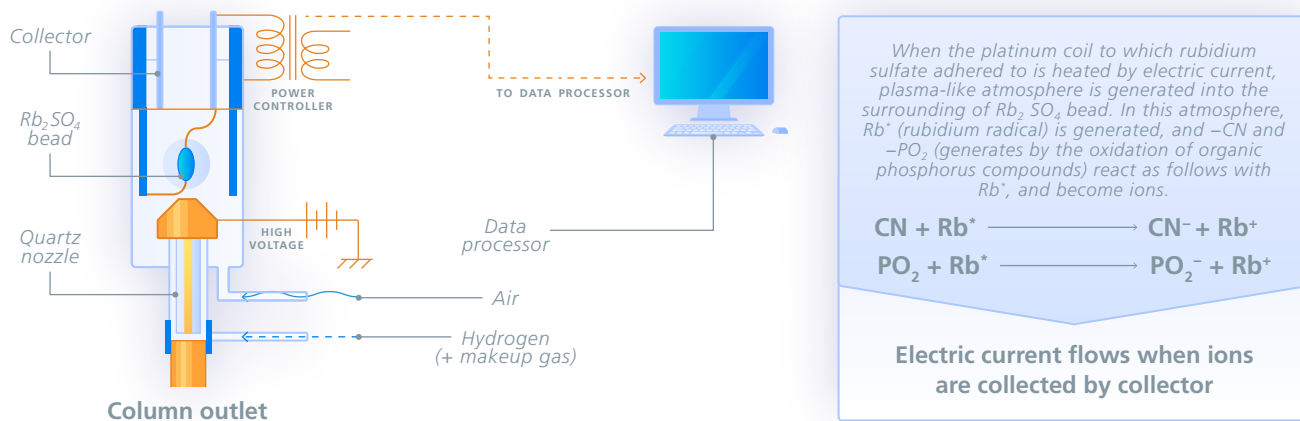 Collector
Rb₂SO₄
bead
Quartz
nozzle
Column outlet
POWER
CONTROLLER
HIGH
VOLTAGE
TO DATA PROCESSOR
Data
processor
Air
Hydrogen
(+ makeup gas)
When the platinum coil to which rubidium
sulfate adhered to is heated by electric current,
plasma-like atmosphere is generated into the
surrounding of Rb₂ SO₄ bead. In this atmosphere,
Rb* (rubidium radical) is generated, and –CN and
–PO₂ (generates by the oxidation of organic
phosphorus compounds) react as follows with
Rb*, and become ions.
CN + Rb* → CN⁻ + Rb⁺
PO₂ + Rb* → PO₂⁻ + Rb⁺
Electric current flows when ions
are collected by collector